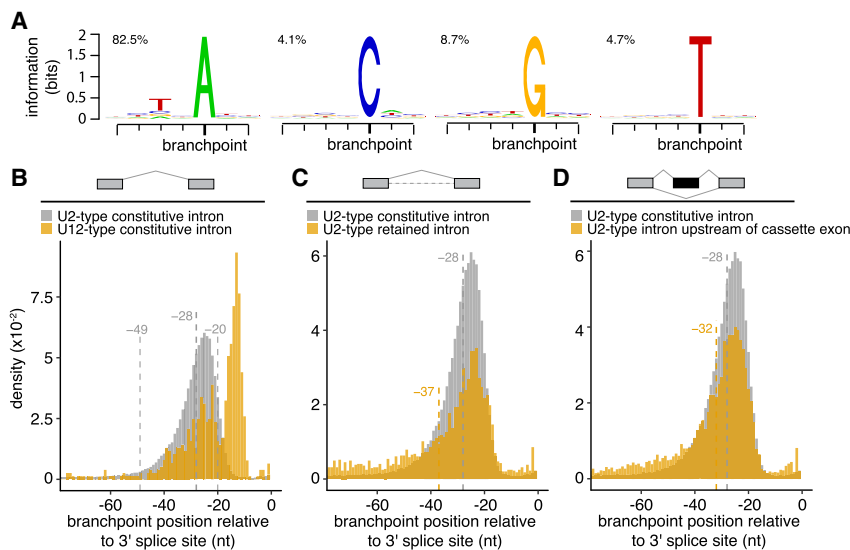 A
information
(bits)
2
1.5
1
0.5
0
82.5%
T
A
branchpoint
4.1%
C
branchpoint
8.7%
G
branchpoint
4.7%
T
branchpoint
B
U2-type constitutive intron
U12-type constitutive intron
density (x10⁻²)
7.5
5
2.5
0
−49
−28
−20
-60
-40
-20
0
branchpoint position relative
to 3' splice site (nt)
C
U2-type constitutive intron
U2-type retained intron
6
4
2
0
−28
−37
-60
-40
-20
0
branchpoint position relative
to 3' splice site (nt)
D
U2-type constitutive intron
U2-type intron upstream of cassette exon
6
4
2
0
−28
−32
-60
-40
-20
0
branchpoint position relative
to 3' splice site (nt)